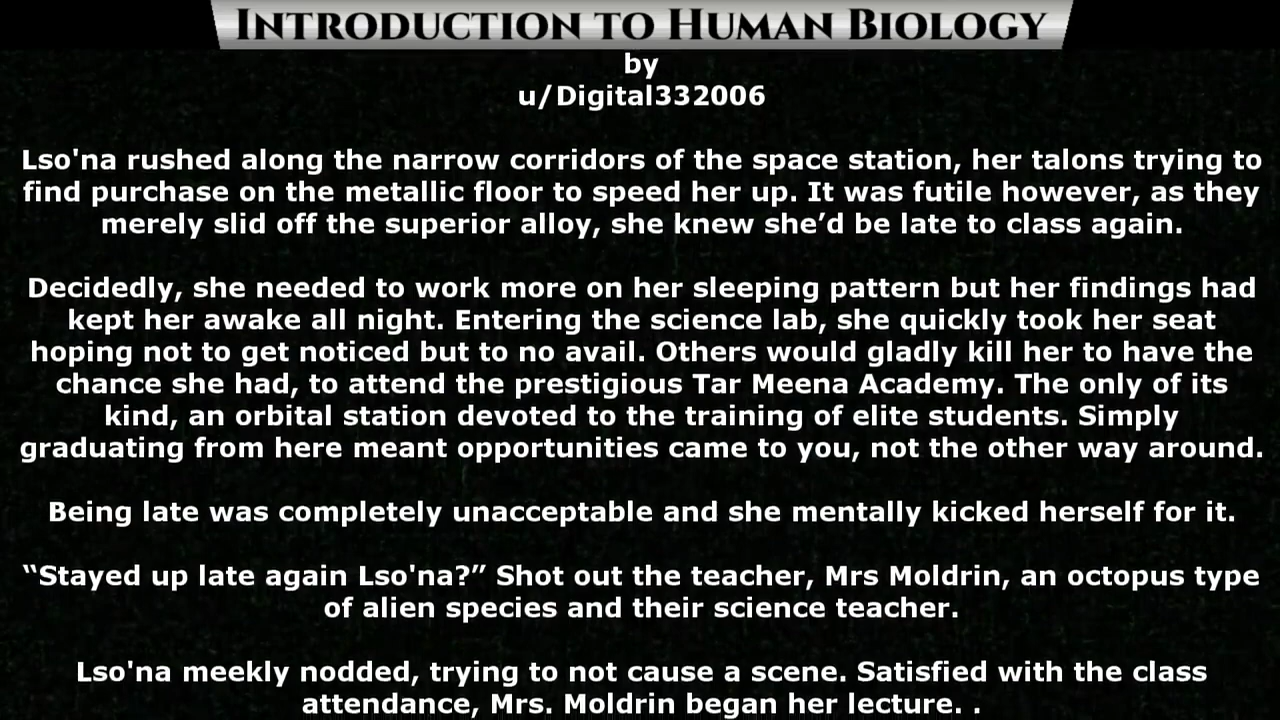 INTRODUCTION TO HUMAN BIOLOGY
by
u/Digital332006
Lso'na rushed along the narrow corridors of the space station, her talons trying to
find purchase on the metallic floor to speed her up. It was futile however, as they
merely slid off the superior alloy, she knew she’d be late to class again.
Decidedly, she needed to work more on her sleeping pattern but her findings had
kept her awake all night. Entering the science lab, she quickly took her seat
hoping not to get noticed but to no avail. Others would gladly kill her to have the
chance she had, to attend the prestigious Tar Meena Academy. The only of its
kind, an orbital station devoted to the training of elite students. Simply
graduating from here meant opportunities came to you, not the other way around.
Being late was completely unacceptable and she mentally kicked herself for it.
“Stayed up late again Lso'na?” Shot out the teacher, Mrs Moldrin, an octopus type
of alien species and their science teacher.
Lso'na meekly nodded, trying to not cause a scene. Satisfied with the class
attendance, Mrs. Moldrin began her lecture. .